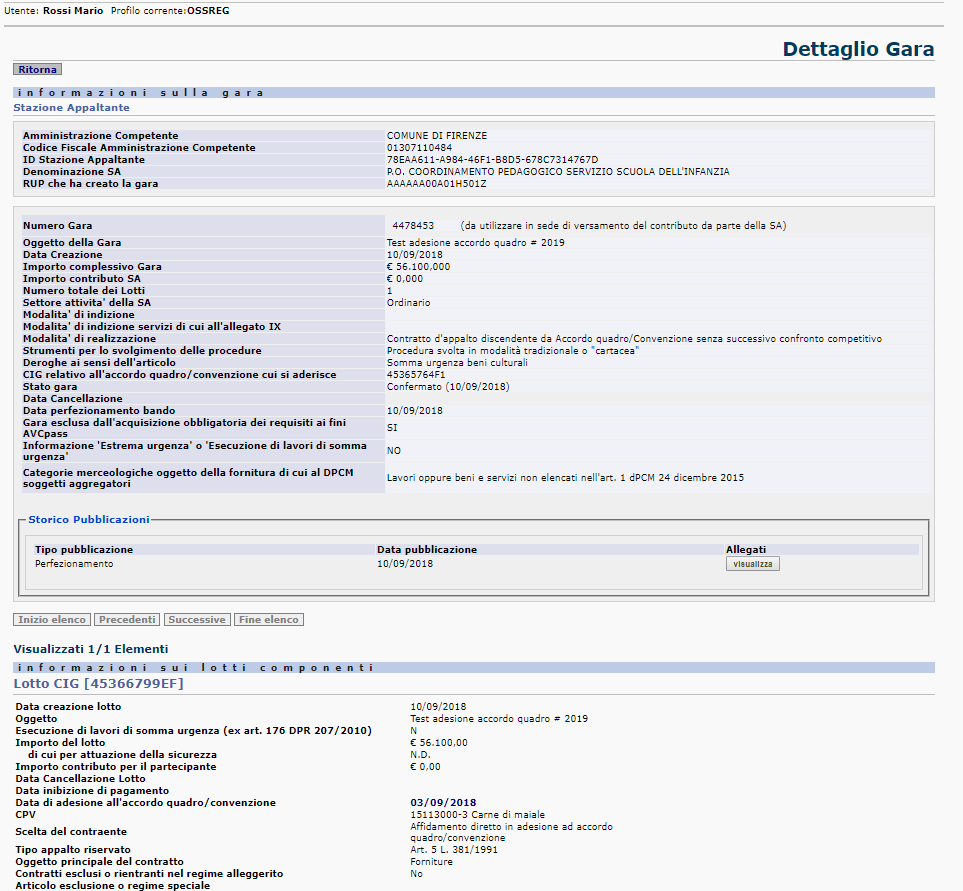 Utente: Rossi Mario Profilo corrente:OSSREG
Dettaglio Gara
Ritorna
informazioni sulla gara
Stazione Appaltante
Amministrazione Competente COMUNE DI FIRENZE
Codice Fiscale Amministrazione Competente 01307110484
ID Stazione Appaltante 78EAA611-A984-46F1-B8D5-678C7314767D
Denominazione SA P.O. COORDINAMENTO PEDAGOGICO SERVIZIO SCUOLA DELL'INFANZIA
RUP che ha creato la gara AAAAAA00A01H501Z
Numero Gara 4478453 (da utilizzare in sede di versamento del contributo da parte della SA)
Oggetto della Gara Test adesione accordo quadro # 2019
Data Creazione 10/09/2018
Importo complessivo Gara € 56.100,000
Importo contributo SA € 0,000
Numero totale dei Lotti 1
Settore attivita' della SA Ordinario
Modalita' di indizione
Modalita' di indizione servizi di cui all'allegato IX
Modalita' di realizzazione Contratto d'appalto discendente da Accordo quadro/Convenzione senza successivo confronto competitivo
Strumenti per lo svolgimento delle procedure Procedura svolta in modalità tradizionale o "cartacea"
Deroghe ai sensi dell'articolo Somma urgenza beni culturali
CIG relativo all'accordo quadro/convenzione cui si aderisce 45365764F1
Stato gara Confermato (10/09/2018)
Data Cancellazione
Data perfezionamento bando 10/09/2018
Gara esclusa dall'acquisizione obbligatoria dei requisiti ai fini
AVCpass SI
Informazione 'Estrema urgenza' o 'Esecuzione di lavori di somma
urgenza' NO
Categorie merceologiche oggetto della fornitura di cui al DPCM
soggetti aggregatori Lavori oppure beni e servizi non elencati nell'art. 1 dPCM 24 dicembre 2015
Storico Pubblicazioni
Tipo pubblicazione Data pubblicazione Allegati
Perfezionamento 10/09/2018 visualizza
Inizio elenco Precedenti Successive Fine elenco
Visualizzati 1/1 Elementi
informazioni sui lotti componenti
Lotto CIG [45366799EF]
Data creazione lotto 10/09/2018
Oggetto Test adesione accordo quadro # 2019
Esecuzione di lavori di somma urgenza (ex art. 176 DPR 207/2010) N
Importo del lotto € 56.100,00
di cui per attuazione della sicurezza N.D.
Importo contributo per il partecipante € 0,00
Data Cancellazione Lotto
Data inibizione di pagamento
Data di adesione all'accordo quadro/convenzione 03/09/2018
CPV 15113000-3 Carne di maiale
Scelta del contraente Affidamento diretto in adesione ad accordo
quadro/convenzione
Tipo appalto riservato Art. 5 L. 381/1991
Oggetto principale del contratto Forniture
Contratti esclusi o rientranti nel regime alleggerito No
Articolo esclusione o regime speciale